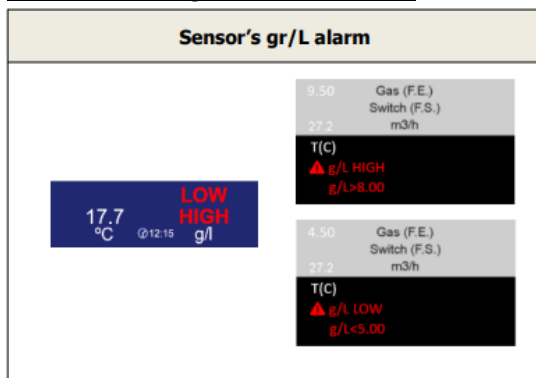 Sensor's gr/L alarm
LOW
17.7 HIGH
ºC 12:15 g/l
9.50 Gas (F.E.)
Switch (F.S.)
27.2 m3/h
T(C)
g/L HIGH
g/L>8.00
4.50 Gas (F.E.)
Switch (F.S.)
27.2 m3/h
T(C)
g/L LOW
g/L<5.00